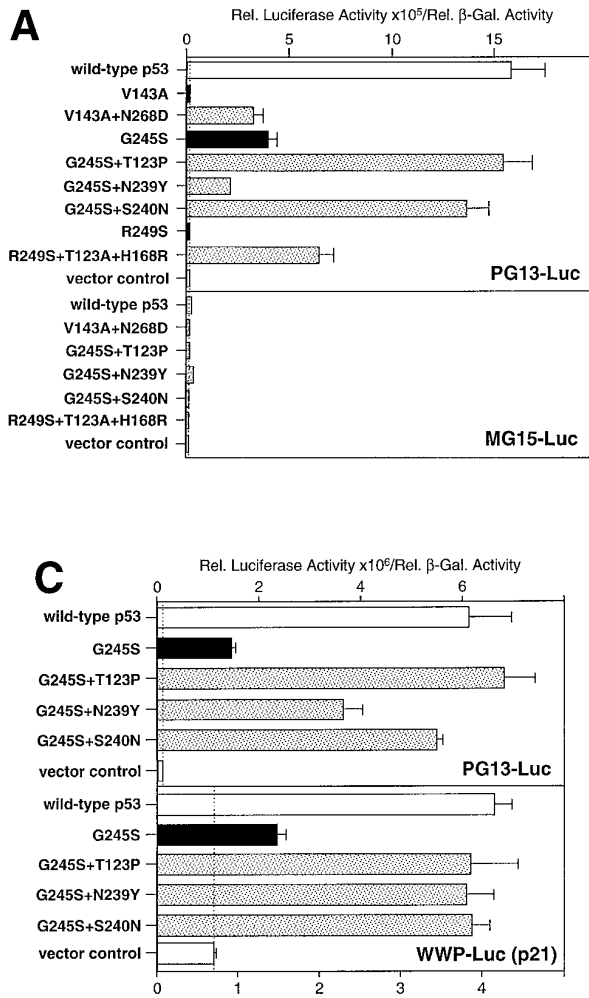 A
Rel. Luciferase Activity x10⁵/Rel. β-Gal. Activity
0 5 10 15
wild-type p53
V143A
V143A+N268D
G245S
G245S+T123P
G245S+N239Y
G245S+S240N
R249S
R249S+T123A+H168R
vector control
PG13-Luc
wild-type p53
V143A+N268D
G245S+T123P
G245S+N239Y
G245S+S240N
R249S+T123A+H168R
vector control
MG15-Luc
C
Rel. Luciferase Activity x10⁶/Rel. β-Gal. Activity
0 2 4 6
wild-type p53
G245S
G245S+T123P
G245S+N239Y
G245S+S240N
vector control
PG13-Luc
wild-type p53
G245S
G245S+T123P
G245S+N239Y
G245S+S240N
vector control
WWP-Luc (p21)
0 1 2 3 4